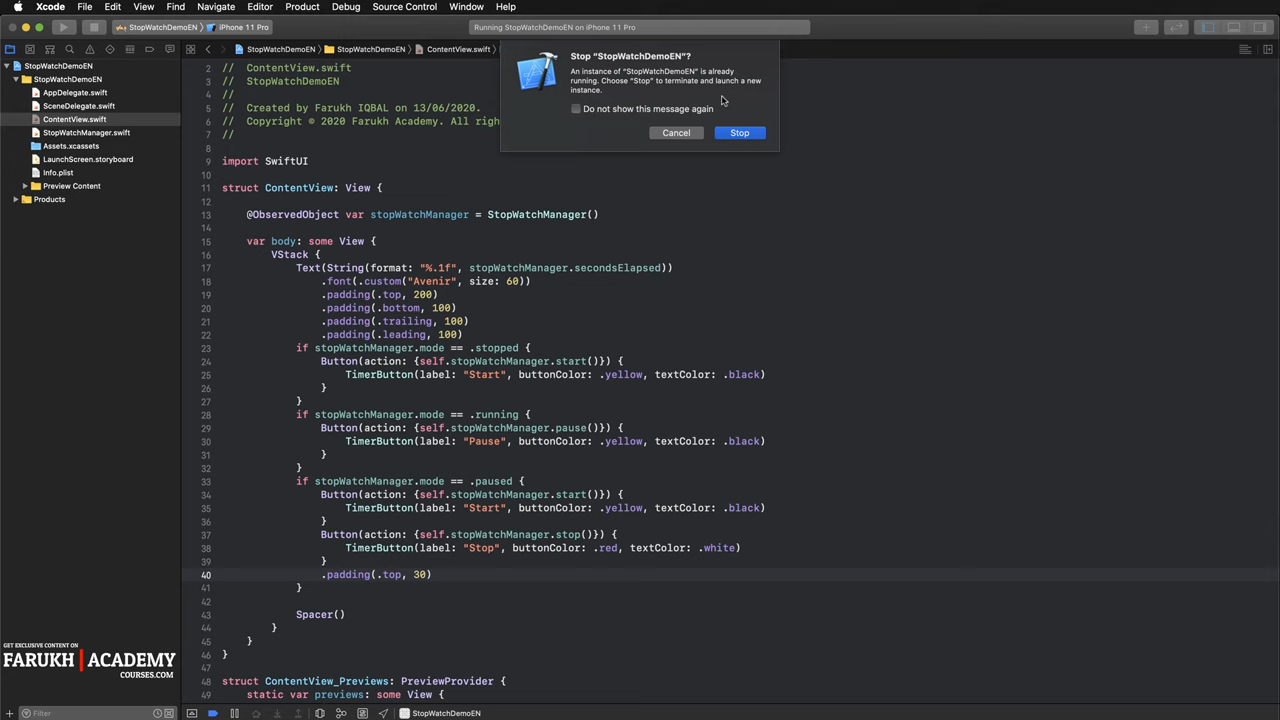 Xcode File Edit View Find Navigate Editor Product Debug Source Control Window Help
StopWatchDemoEN iPhone 11 Pro Running StopWatchDemoEN on iPhone 11 Pro
StopWatchDemoEN StopWatchDemoEN ContentView.swift
Stop “StopWatchDemoEN”?
An instance of “StopWatchDemoEN” is already
running. Choose “Stop” to terminate and launch a new
instance.
Do not show this message again
Cancel Stop
StopWatchDemoEN
StopWatchDemoEN
AppDelegate.swift
SceneDelegate.swift
ContentView.swift
StopWatchManager.swift
Assets.xcassets
LaunchScreen.storyboard
Info.plist
Preview Content
Products
2 // ContentView.swift
3 // StopWatchDemoEN
4 //
5 // Created by Farukh IQBAL on 13/06/2020.
6 // Copyright © 2020 Farukh Academy. All righ
7 //
8
9 import SwiftUI
10
11 struct ContentView: View {
12
13 @ObservedObject var stopWatchManager = StopWatchManager()
14
15 var body: some View {
16 VStack {
17 Text(String(format: "%.1f", stopWatchManager.secondsElapsed))
18 .font(.custom("Avenir", size: 60))
19 .padding(.top, 200)
20 .padding(.bottom, 100)
21 .padding(.trailing, 100)
22 .padding(.leading, 100)
23 if stopWatchManager.mode == .stopped {
24 Button(action: {self.stopWatchManager.start()}) {
25 TimerButton(label: "Start", buttonColor: .yellow, textColor: .black)
26 }
27 }
28 if stopWatchManager.mode == .running {
29 Button(action: {self.stopWatchManager.pause()}) {
30 TimerButton(label: "Pause", buttonColor: .yellow, textColor: .black)
31 }
32 }
33 if stopWatchManager.mode == .paused {
34 Button(action: {self.stopWatchManager.start()}) {
35 TimerButton(label: "Start", buttonColor: .yellow, textColor: .black)
36 }
37 Button(action: {self.stopWatchManager.stop()}) {
38 TimerButton(label: "Stop", buttonColor: .red, textColor: .white)
39 }
40 .padding(.top, 30)
41 }
42
43 Spacer()
44 }
45 }
46 }
47
48 struct ContentView_Previews: PreviewProvider {
49 static var previews: some View {
GET EXCLUSIVE CONTENT ON
FARUKH ACADEMY
COURSES.COM
Filter
StopWatchDemoEN